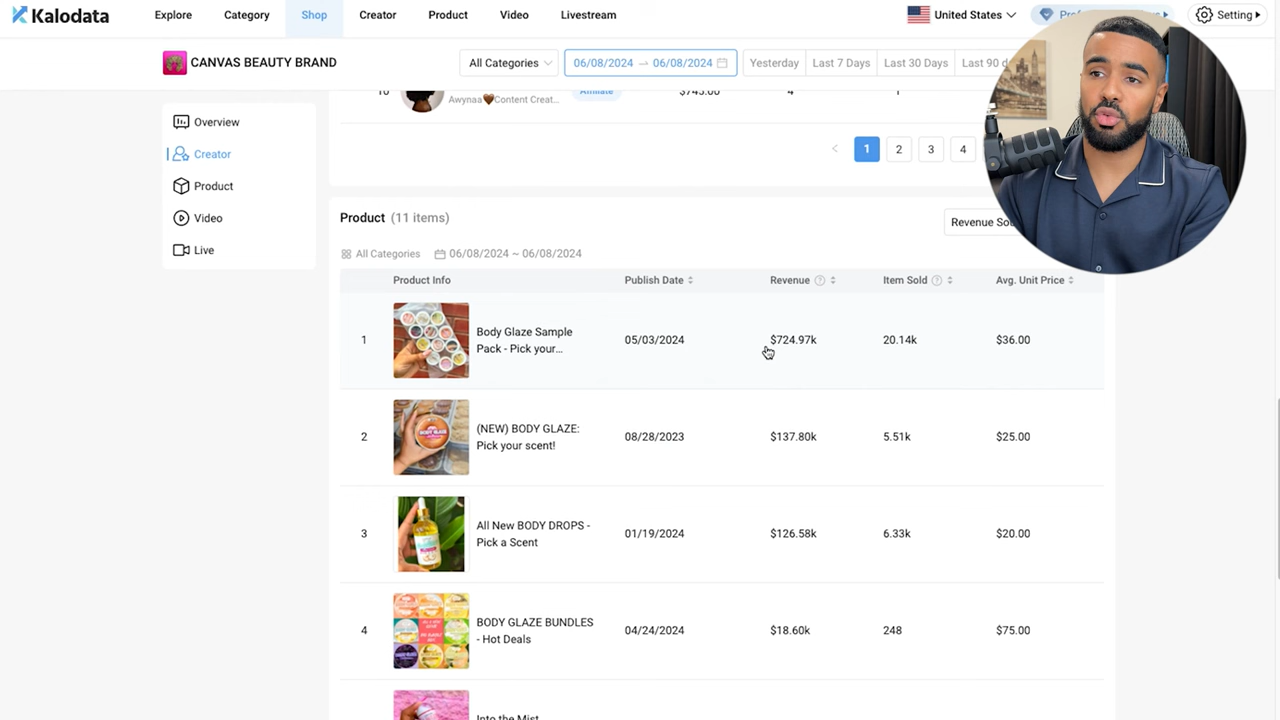 Kalodata Explore Category Shop Creator Product Video Livestream United States Setting
CANVAS BEAUTY BRAND All Categories 06/08/2024 → 06/08/2024 Yesterday Last 7 Days Last 30 Days Last 90
10 Awynaa🤎Content Creat... Affiliate $745.00 4 1
Overview
Creator
Product
Video
Live
< 1 2 3 4
Product (11 items) Revenue
All Categories 06/08/2024 ~ 06/08/2024
Product Info Publish Date Revenue Item Sold Avg. Unit Price
1 Body Glaze Sample
Pack - Pick your... 05/03/2024 $724.97k 20.14k $36.00
2 (NEW) BODY GLAZE:
Pick your scent! 08/28/2023 $137.80k 5.51k $25.00
3 All New BODY DROPS -
Pick a Scent 01/19/2024 $126.58k 6.33k $20.00
4 BODY GLAZE BUNDLES
- Hot Deals 04/24/2024 $18.60k 248 $75.00
Into the Mist